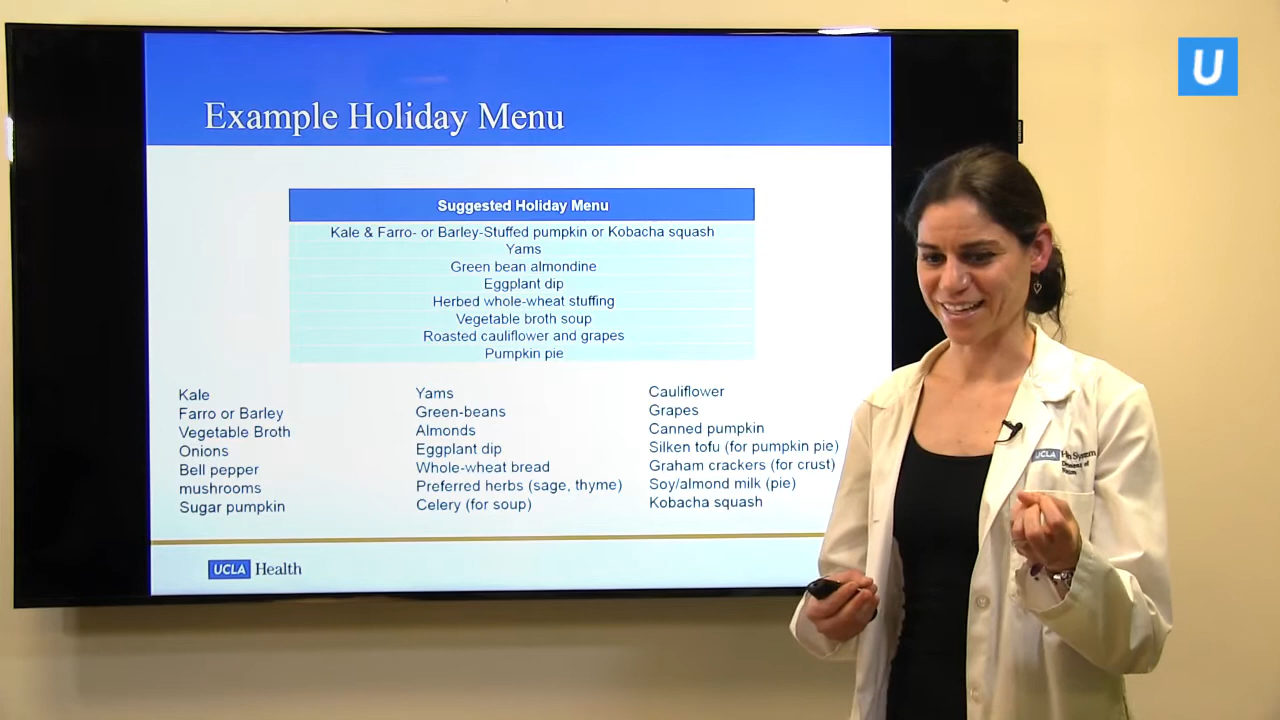 U
Example Holiday Menu
Suggested Holiday Menu
Kale & Farro- or Barley-Stuffed pumpkin or Kobacha squash
Yams
Green bean almondine
Eggplant dip
Herbed whole-wheat stuffing
Vegetable broth soup
Roasted cauliflower and grapes
Pumpkin pie
Kale
Farro or Barley
Vegetable Broth
Onions
Bell pepper
mushrooms
Sugar pumpkin
Yams
Green-beans
Almonds
Eggplant dip
Whole-wheat bread
Preferred herbs (sage, thyme)
Celery (for soup)
Cauliflower
Grapes
Canned pumpkin
Silken tofu (for pumpkin pie)
Graham crackers (for crust)
Soy/almond milk (pie)
Kobacha squash
UCLA Health
UCLA